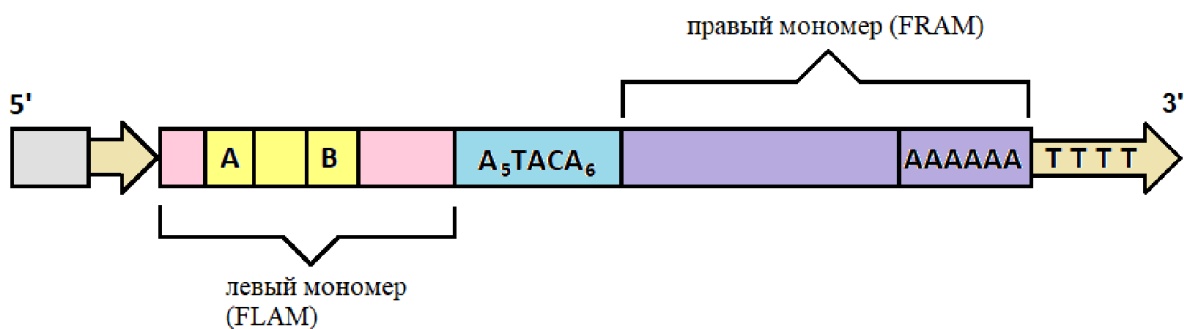 правый мономер (FRAM)
5' 3'
A B A₅TACA₆ AAAAAA T T T T
левый мономер
(FLAM)